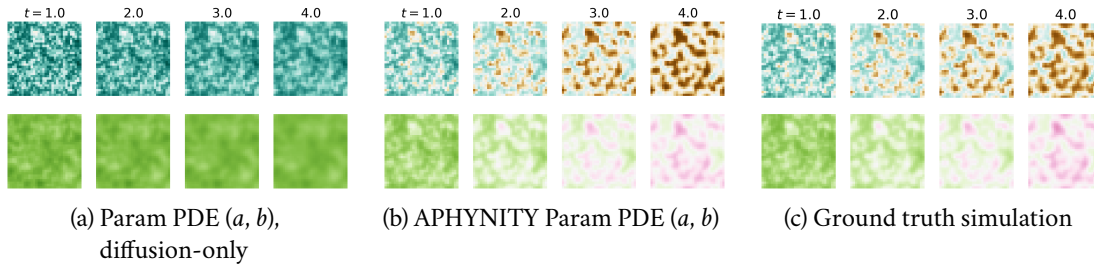 t = 1.0 2.0 3.0 4.0 t = 1.0 2.0 3.0 4.0 t = 1.0 2.0 3.0 4.0
(a) Param PDE (a, b),
diffusion-only
(b) APHYNITY Param PDE (a, b)
(c) Ground truth simulation